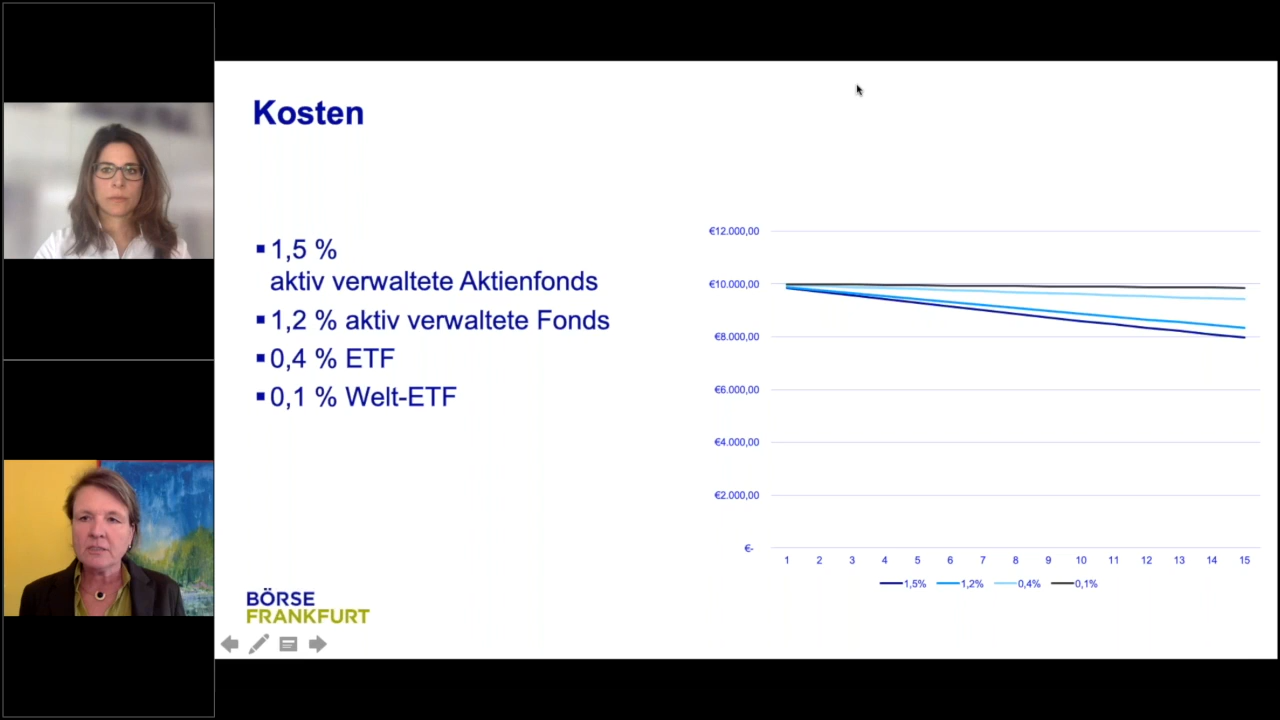 Kosten
▪1,5 %
aktiv verwaltete Aktienfonds
▪1,2 % aktiv verwaltete Fonds
▪0,4 % ETF
▪0,1 % Welt-ETF
€12.000,00
€10.000,00
€8.000,00
€6.000,00
€4.000,00
€2.000,00
€-
1 2 3 4 5 6 7 8 9 10 11 12 13 14 15
1,5% 1,2% 0,4% 0,1%
BÖRSE
FRANKFURT